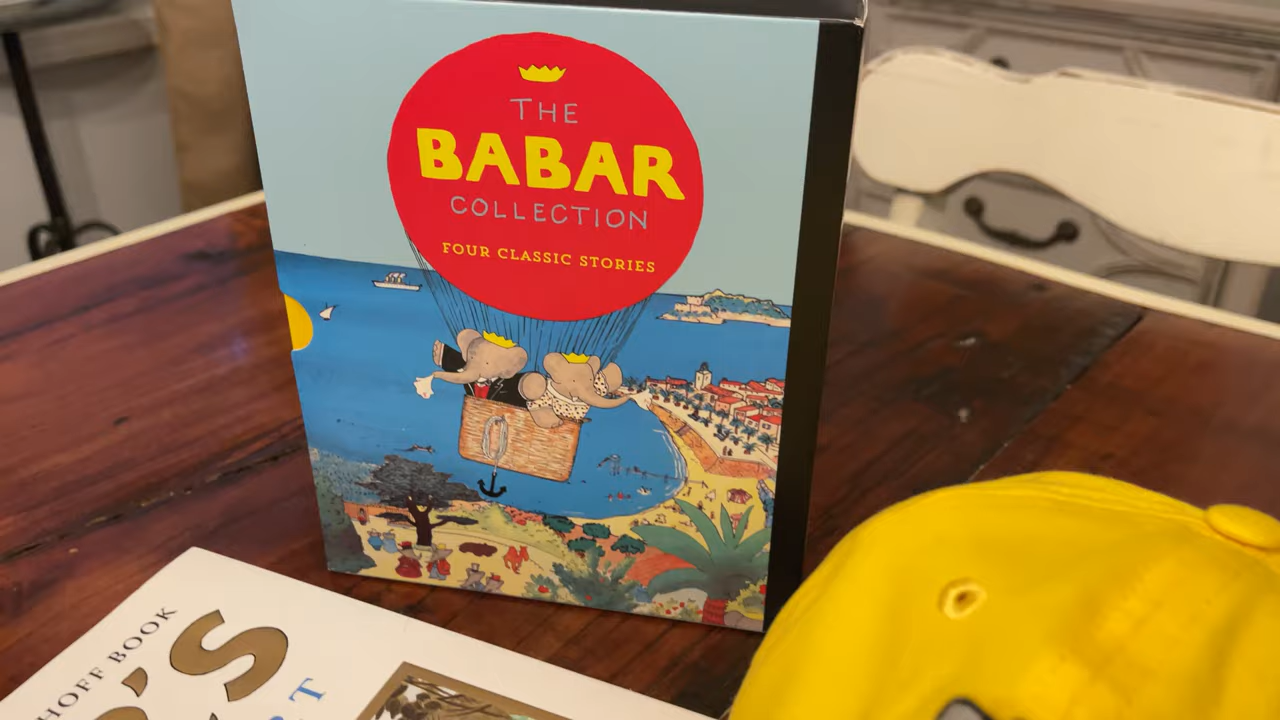 THE
BABAR
COLLECTION
FOUR CLASSIC STORIES
HOFF BOOK
'S